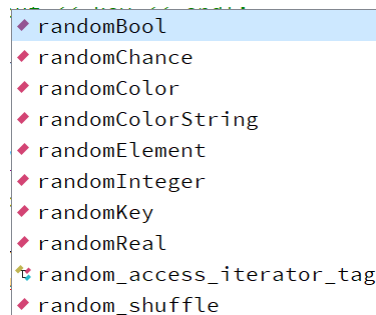 randomBool
randomChance
randomColor
randomColorString
randomElement
randomInteger
randomKey
randomReal
random_access_iterator_tag
random_shuffle